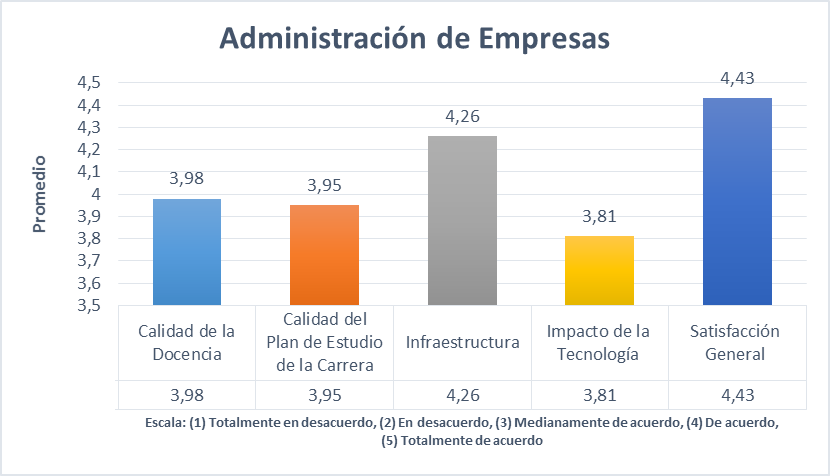 Administración de Empresas
Promedio
4,5
4,4
4,3
4,2
4,1
4
3,9
3,8
3,7
3,6
3,5
3,98
3,95
4,26
3,81
4,43
Calidad de la
Docencia
Calidad del
Plan de Estudio
de la Carrera
Infraestructura
Impacto de la
Tecnología
Satisfacción
General
3,98
3,95
4,26
3,81
4,43
Escala: (1) Totalmente en desacuerdo, (2) En desacuerdo, (3) Medianamente de acuerdo, (4) De acuerdo,
(5) Totalmente de acuerdo